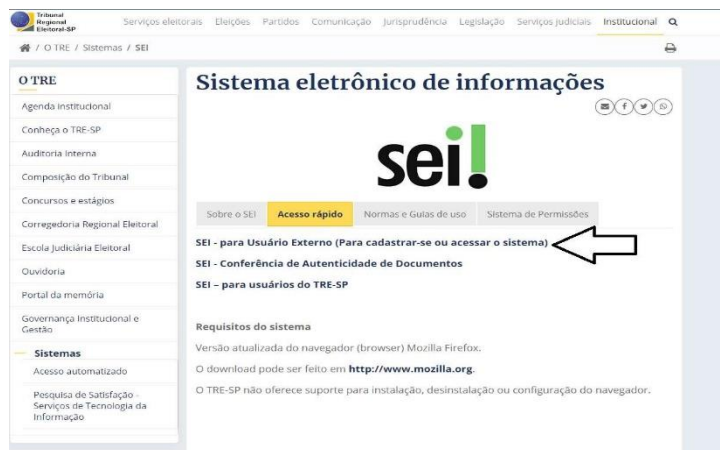 Tribunal
Regional
Eleitoral-SP
Serviços eleitorais Eleições Partidos Comunicação Jurisprudência Legislação Serviços judiciais Institucional
/ O TRE / Sistemas / SEI
O TRE
Agenda institucional
Conheça o TRE-SP
Auditoria Interna
Composição do Tribunal
Concursos e estágios
Corregedoria Regional Eleitoral
Escola Judiciária Eleitoral
Ouvidoria
Portal da memória
Governança Institucional e
Gestão
Sistemas
Acesso automatizado
Pesquisa de Satisfação -
Serviços de Tecnologia da
Informação
Sistema eletrônico de informações
sei!
Sobre o SEI Acesso rápido Normas e Guias de uso Sistema de Permissões
SEI - para Usuário Externo (Para cadastrar-se ou acessar o sistema)
SEI - Conferência de Autenticidade de Documentos
SEI – para usuários do TRE-SP
Requisitos do sistema
Versão atualizada do navegador (browser) Mozilla Firefox.
O download pode ser feito em http://www.mozilla.org.
O TRE-SP não oferece suporte para instalação, desinstalação ou configuração do navegador.